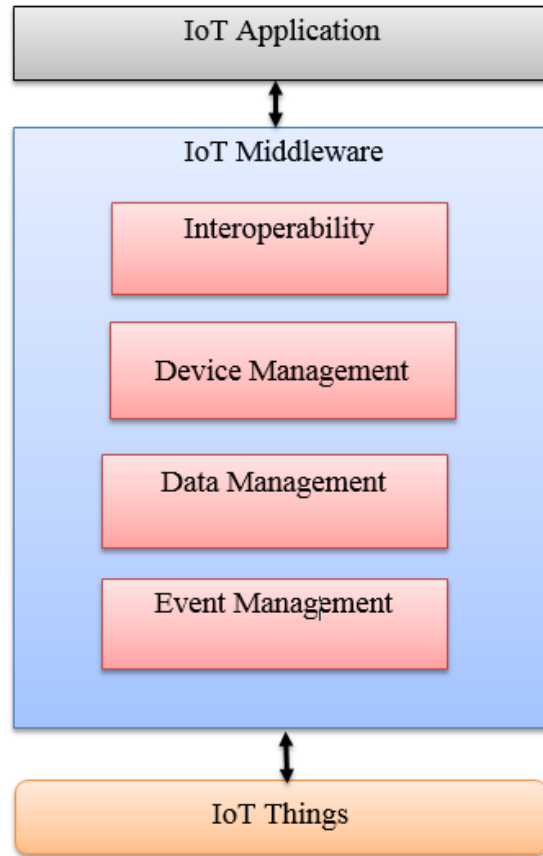 IoT Application
IoT Middleware
Interoperability
Device Management
Data Management
Event Management
IoT Things